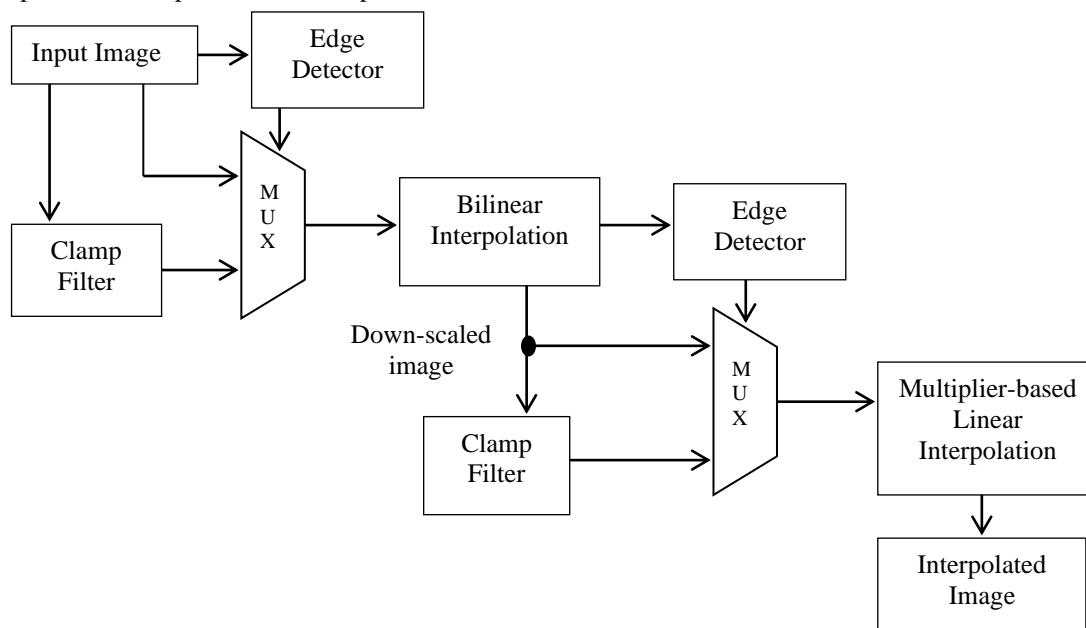 Input Image
Edge
Detector
M
U
X
Clamp
Filter
Bilinear
Interpolation
Edge
Detector
Down-scaled
image
M
U
X
Clamp
Filter
Multiplier-based
Linear
Interpolation
Interpolated
Image